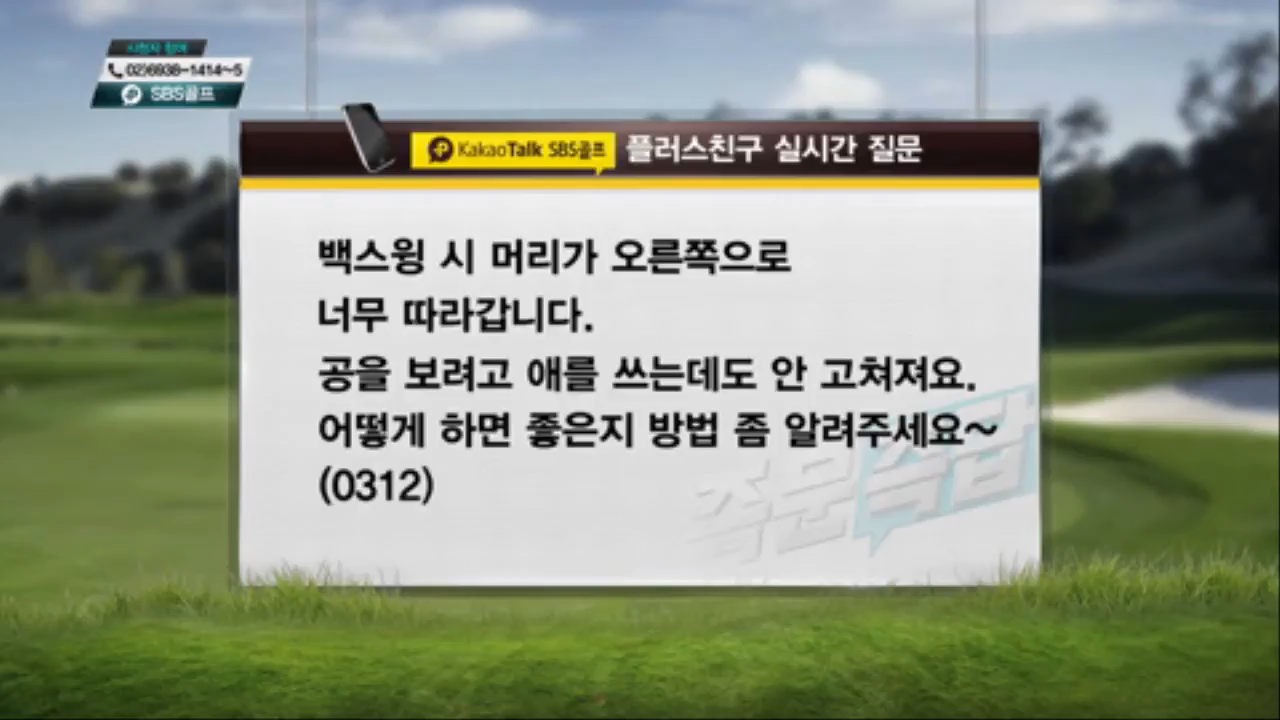 시청자 참여
02)6938-1414~5
SBS골프
KakaoTalk SBS골프 플러스친구 실시간 질문
백스윙 시 머리가 오른쪽으로
너무 따라갑니다.
공을 보려고 애를 쓰는데도 안 고쳐져요.
어떻게 하면 좋은지 방법 좀 알려주세요~
(0312)
즉문즉답